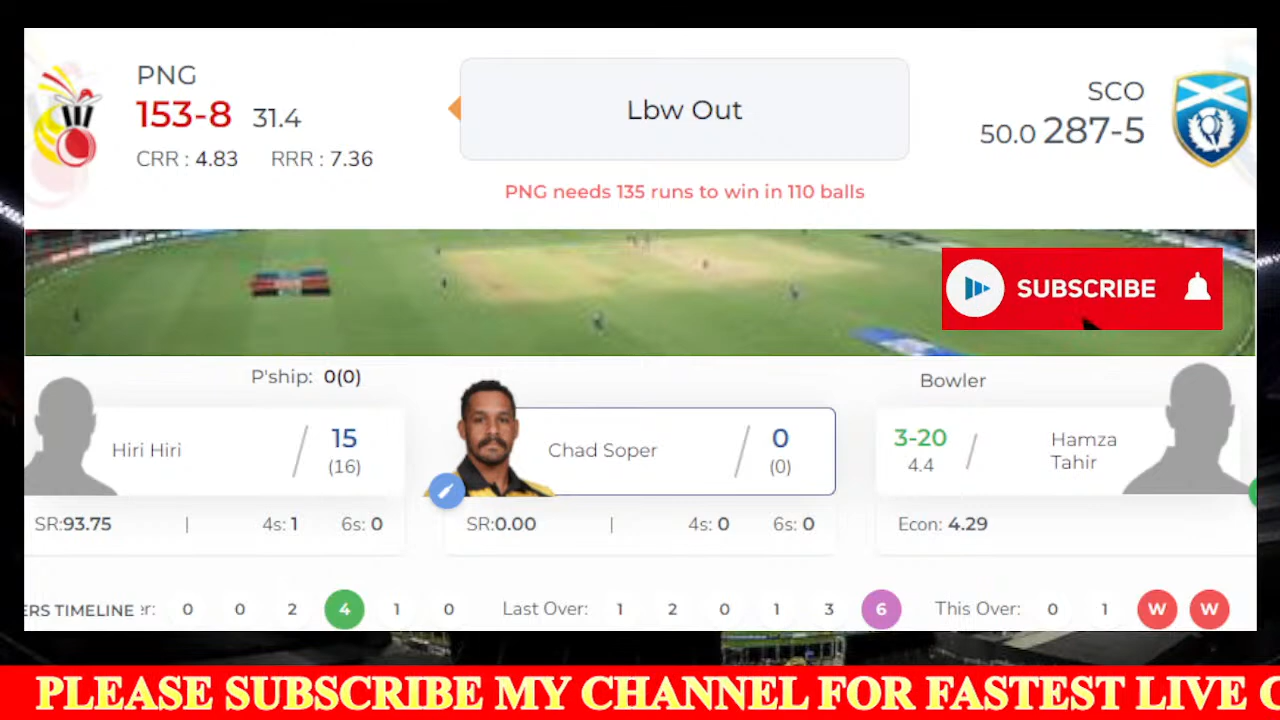 PNG
153-8 31.4
CRR : 4.83 RRR : 7.36
Lbw Out
PNG needs 135 runs to win in 110 balls
SCO
50.0 287-5
SUBSCRIBE
P'ship: 0(0)
Hiri Hiri
15
(16)
SR:93.75 | 4s: 1 6s: 0
Chad Soper
0
(0)
SR:0.00 | 4s: 0 6s: 0
Bowler
3-20
4.4
Hamza
Tahir
Econ: 4.29
ERS TIMELINE er: 0 0 2 4 1 0 Last Over: 1 2 0 1 3 6 This Over: 0 1 W W
PLEASE SUBSCRIBE MY CHANNEL FOR FASTEST LIVE C